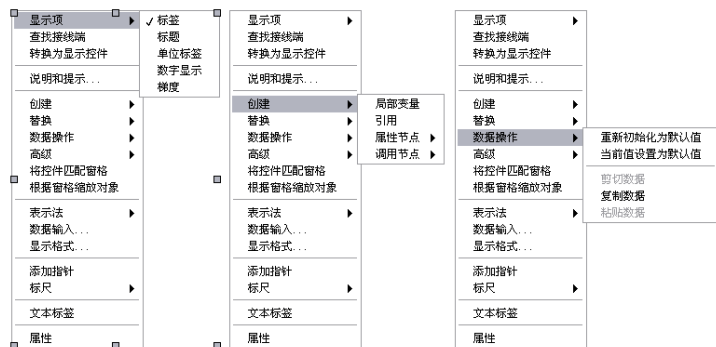 显示项
查找接线端
转换为显示控件
说明和提示...
创建
替换
数据操作
高级
将控件匹配窗格
根据窗格缩放对象
表示法
数据输入...
显示格式...
添加指针
标尺
文本标签
属性
标签
标题
单位标签
数字显示
梯度
显示项
查找接线端
转换为显示控件
说明和提示...
创建
替换
数据操作
高级
将控件匹配窗格
根据窗格缩放对象
表示法
数据输入...
显示格式...
添加指针
标尺
文本标签
属性
局部变量
引用
属性节点
调用节点
显示项
查找接线端
转换为显示控件
说明和提示...
创建
替换
数据操作
高级
将控件匹配窗格
根据窗格缩放对象
表示法
数据输入...
显示格式...
添加指针
标尺
文本标签
属性
重新初始化为默认值
当前值设置为默认值
剪切数据
复制数据
粘贴数据